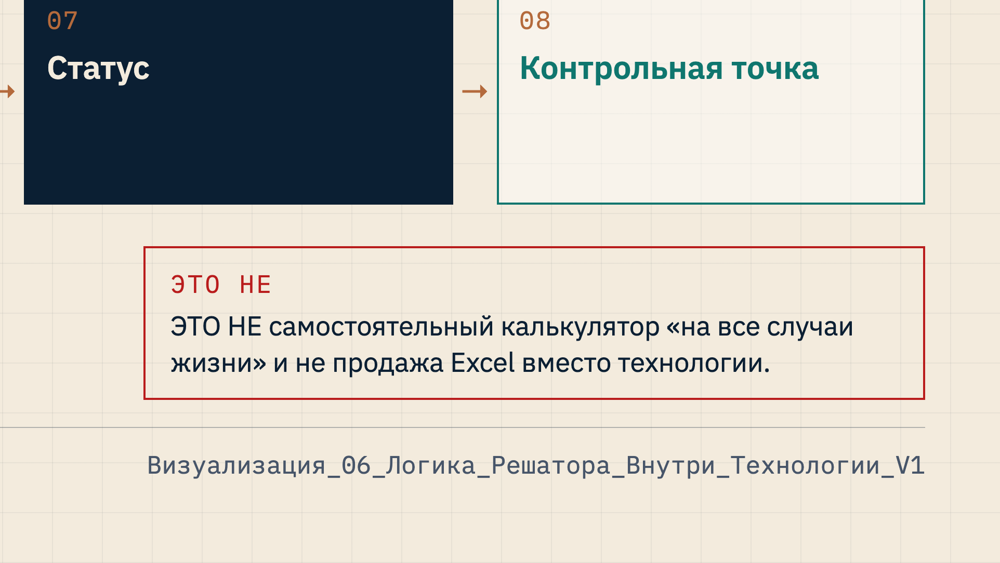 07
Статус
08
Контрольная точка
ЭТО НЕ
ЭТО НЕ самостоятельный калькулятор «на все случаи
жизни» и не продажа Excel вместо технологии.
Визуализация_06_Логика_Решатора_Внутри_Технологии_V1